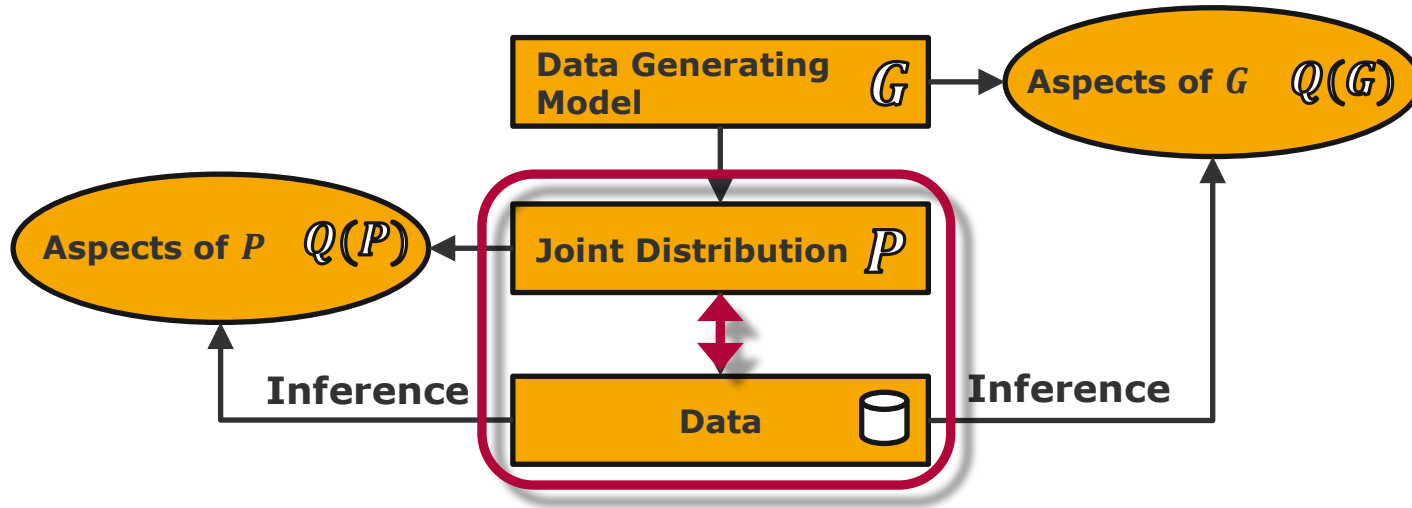 Data Generating
Model G
Aspects of G Q(G)
Aspects of P Q(P)
Joint Distribution P
Inference
Data
Inference